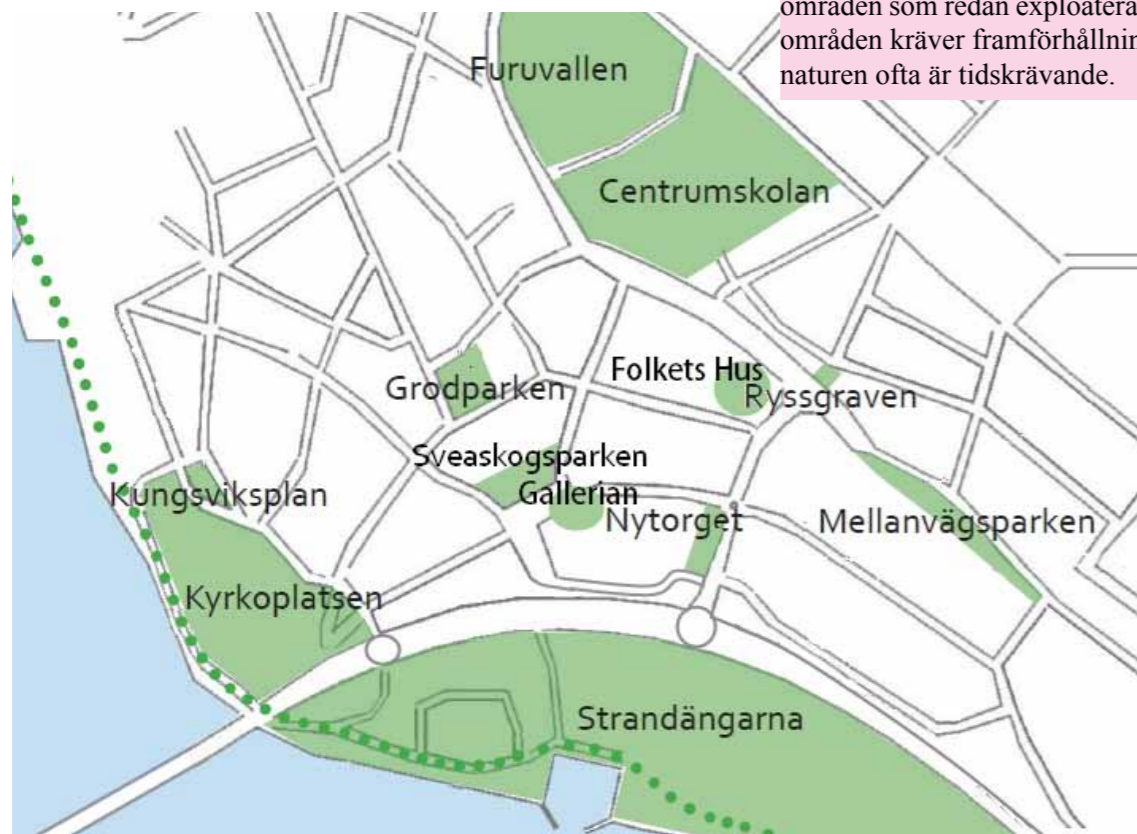 områden som redan exploatera
områden kräver framförhållnin
naturen ofta är tidskrävande.
Furuvallen
Centrumskolan
Folkets Hus
Grodparken
Ryssgraven
Sveaskogsparken
Kungsviksplan
Gallerian
Nytorget
Mellanvägsparken
Kyrkoplatsen
Strandängarna